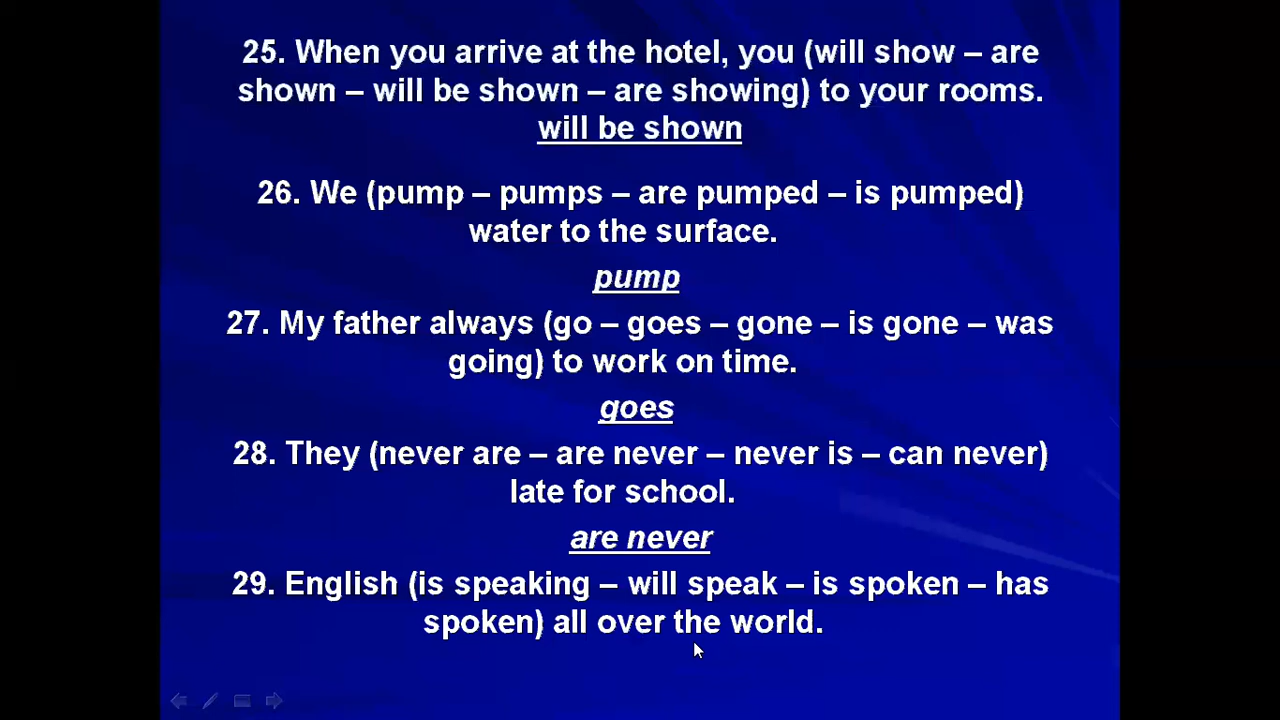 25. When you arrive at the hotel, you (will show – are
shown – will be shown – are showing) to your rooms.
will be shown
26. We (pump – pumps – are pumped – is pumped)
water to the surface.
pump
27. My father always (go – goes – gone – is gone – was
going) to work on time.
goes
28. They (never are – are never – never is – can never)
late for school.
are never
29. English (is speaking – will speak – is spoken – has
spoken) all over the world.